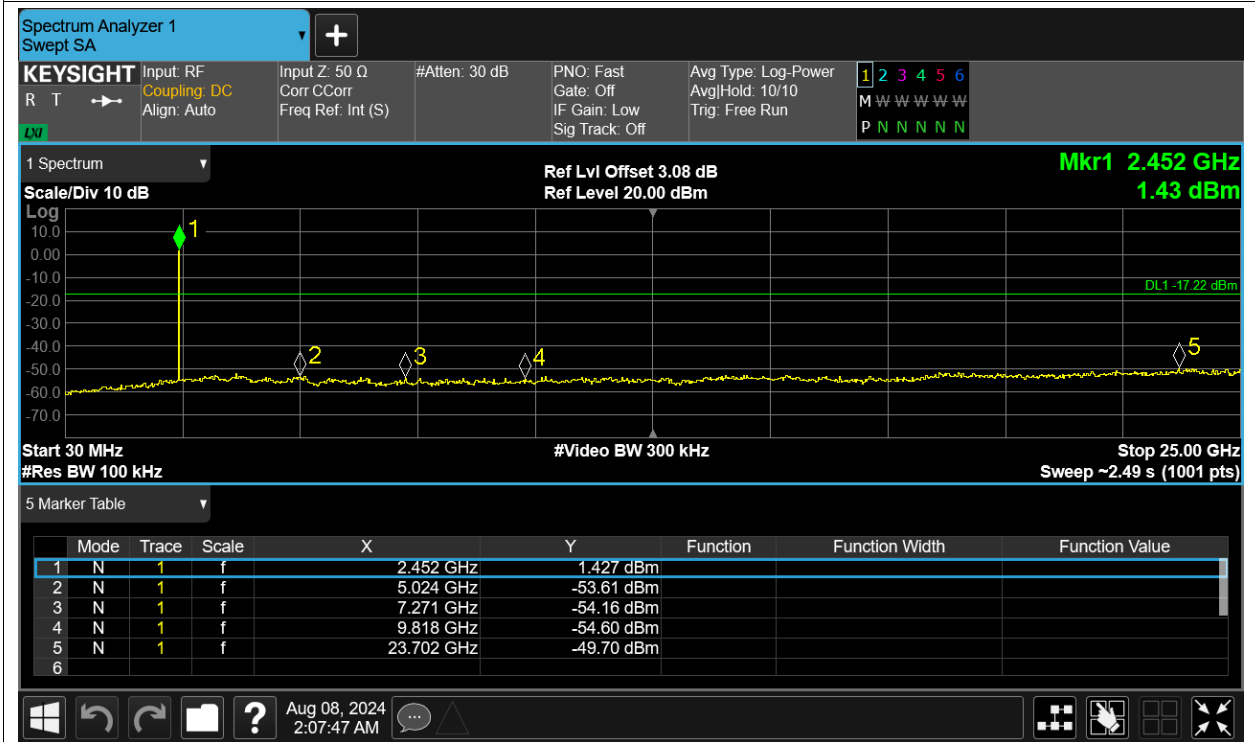 Spectrum Analyzer 1
Swept SA
KEYSIGHT
R T
LXI
Input: RF
Coupling: DC
Align: Auto
Input Z: 50 Ω
Corr CCorr
Freq Ref: Int (S)
#Atten: 30 dB
PNO: Fast
Gate: Off
IF Gain: Low
Sig Track: Off
Avg Type: Log-Power
Avg|Hold: 10/10
Trig: Free Run
1 2 3 4 5 6
M W W W W W
P N N N N N
1 Spectrum
Scale/Div 10 dB
Ref Lvl Offset 3.08 dB
Ref Level 20.00 dBm
Mkr1 2.452 GHz
1.43 dBm
Log
10.0
0.00
-10.0
-20.0
-30.0
-40.0
-50.0
-60.0
-70.0
1
2
3
4
5
DL1 -17.22 dBm
Start 30 MHz
#Video BW 300 kHz
Stop 25.00 GHz
#Res BW 100 kHz
Sweep ~2.49 s (1001 pts)
5 Marker Table
Mode Trace Scale X Y Function Function Width Function Value
1 N 1 f 2.452 GHz 1.427 dBm
2 N 1 f 5.024 GHz -53.61 dBm
3 N 1 f 7.271 GHz -54.16 dBm
4 N 1 f 9.818 GHz -54.60 dBm
5 N 1 f 23.702 GHz -49.70 dBm
6
?
Aug 08, 2024
2:07:47 AM